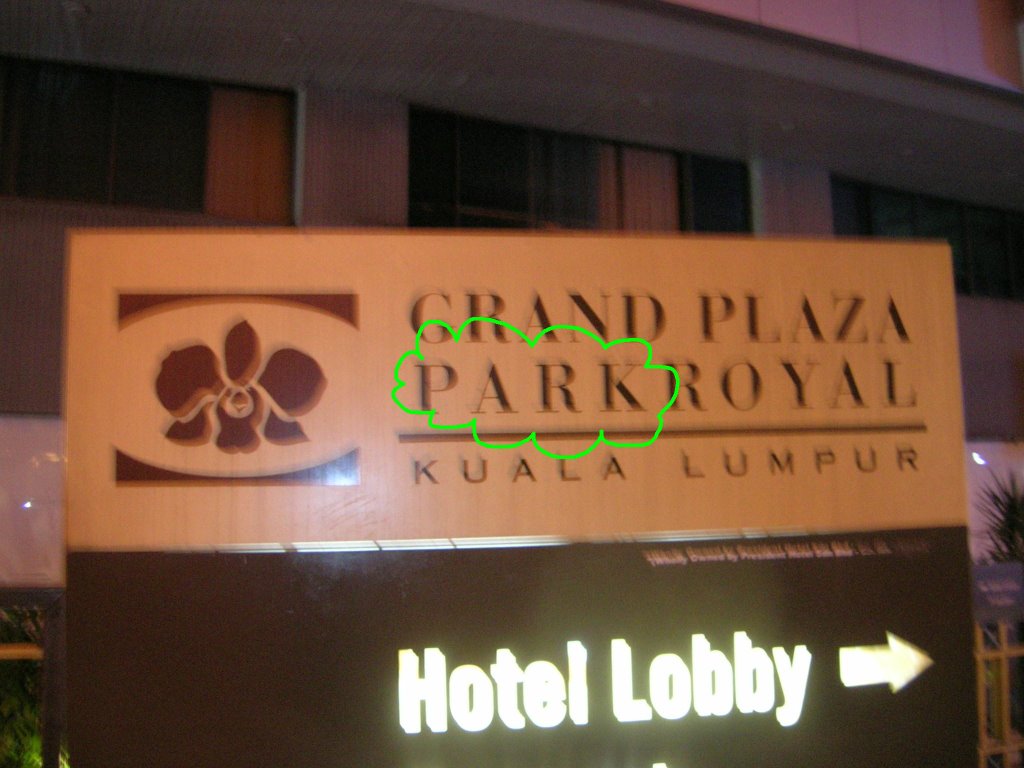 GRAND PLAZA
PARKROYAL
KUALA LUMPUR
Hotel Lobby